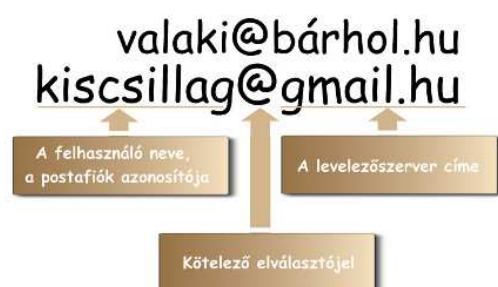 valaki@bárhol.hu
kiscsillag@gmail.hu
A felhasználó neve,
a postafiók azonosítója
A levelezőszerver címe
Kötelező elválasztójel